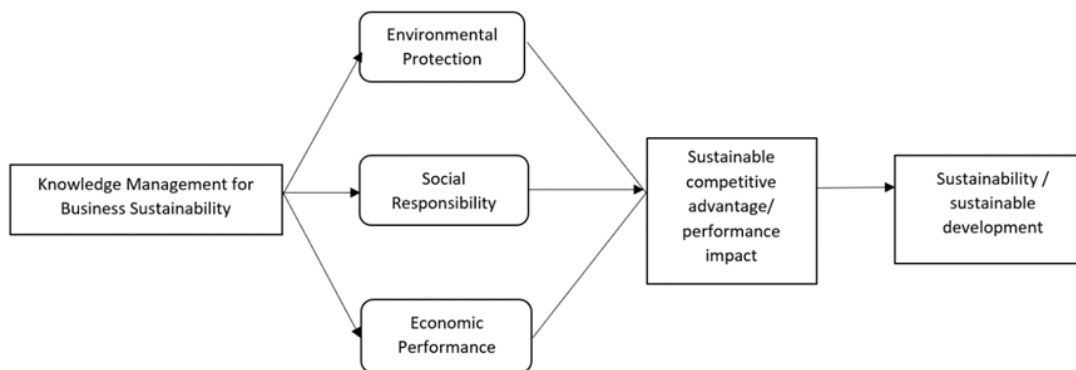 Environmental
Protection
Knowledge Management for
Business Sustainability
Social
Responsibility
Economic
Performance
Sustainable
competitive
advantage/
performance
impact
Sustainability /
sustainable
development